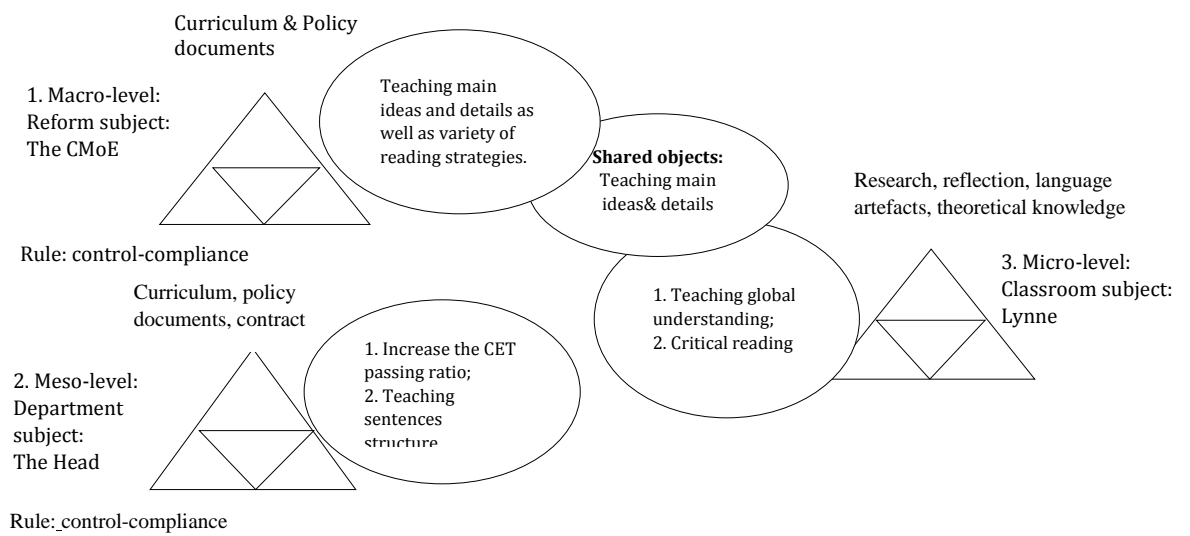 Curriculum & Policy
documents
1. Macro-level:
Reform subject:
The CMoE
Teaching main
ideas and details as
well as variety of
reading strategies.
Shared objects:
Teaching main
ideas& details
Research, reflection, language
artefacts, theoretical knowledge
Rule: control-compliance
3. Micro-level:
Classroom subject:
Lynne
Curriculum, policy
documents, contract
1. Teaching global
understanding;
2. Critical reading
2. Meso-level:
Department
subject:
The Head
1. Increase the CET
passing ratio;
2. Teaching
sentences
structure
Rule: control-compliance